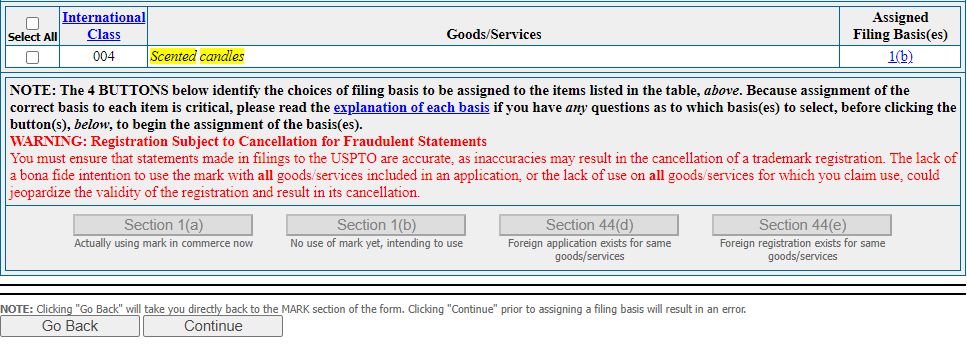 Select All
International Class
Goods/Services
Assigned Filing Basis(es)
004
Scented candles
1(b)
NOTE: The 4 BUTTONS below identify the choices of filing basis to be assigned to the items listed in the table, above. Because assignment of the
correct basis to each item is critical, please read the explanation of each basis if you have any questions as to which basis(es) to select, before clicking the
button(s), below, to begin the assignment of the basis(es).
WARNING: Registration Subject to Cancellation for Fraudulent Statements
You must ensure that statements made in filings to the USPTO are accurate, as inaccuracies may result in the cancellation of a trademark registration. The lack of
a bona fide intention to use the mark with all goods/services included in an application, or the lack of use on all goods/services for which you claim use, could
jeopardize the validity of the registration and result in its cancellation.
Section 1(a)
Actually using mark in commerce now
Section 1(b)
No use of mark yet, intending to use
Section 44(d)
Foreign application exists for same
goods/services
Section 44(e)
Foreign registration exists for same
goods/services
NOTE: Clicking "Go Back" will take you directly back to the MARK section of the form. Clicking "Continue" prior to assigning a filing basis will result in an error.
Go Back
Continue